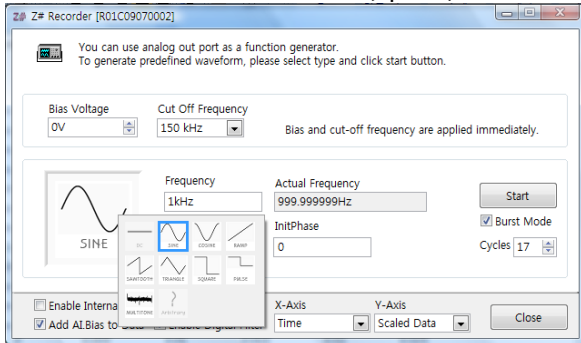 Z# Z# Recorder [R01C09070002]
You can use analog out port as a function generator.
To generate predefined waveform, please select type and click start button.
Bias Voltage
Cut Off Frequency
0V
150 kHz
Bias and cut-off frequency are applied immediately.
Frequency
Actual Frequency
1kHz
999.999999Hz
Start
InitPhase
Burst Mode
0
Cycles 17
SINE
DC SINE COSINE RAMP
SAWTOOTH TRIANGLE SQUARE PULSE
MULTITONE Arbitrary
Enable Interna
X-Axis
Y-Axis
Add AI.Bias to Data
Enable Digital Filter
Time
Scaled Data
Close